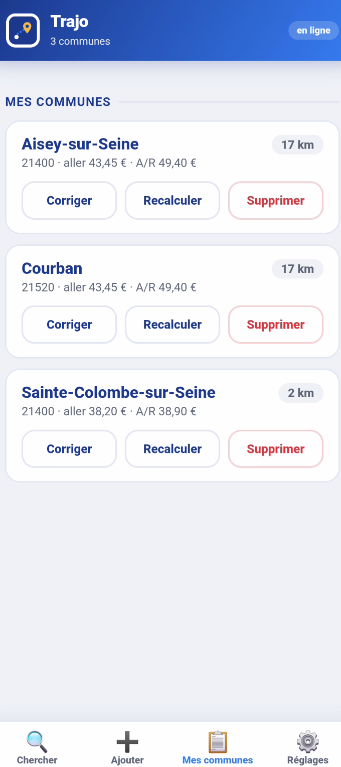 Trajo
3 communes
en ligne
MES COMMUNES
Aisey-sur-Seine
17 km
21400 · aller 43,45 € · A/R 49,40 €
Corriger
Recalculer
Supprimer
Courban
17 km
21520 · aller 43,45 € · A/R 49,40 €
Corriger
Recalculer
Supprimer
Sainte-Colombe-sur-Seine
2 km
21400 · aller 38,20 € · A/R 38,90 €
Corriger
Recalculer
Supprimer
Chercher
Ajouter
Mes communes
Réglages